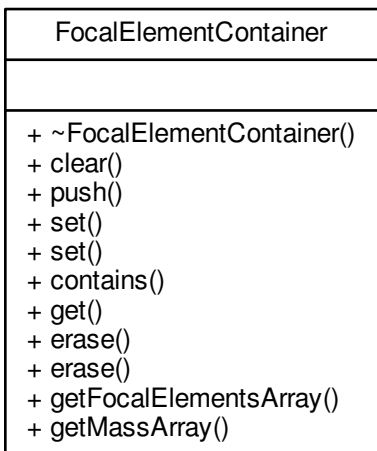 FocalElementContainer
+ ~FocalElementContainer()
+ clear()
+ push()
+ set()
+ set()
+ contains()
+ get()
+ erase()
+ erase()
+ getFocalElementsArray()
+ getMassArray()